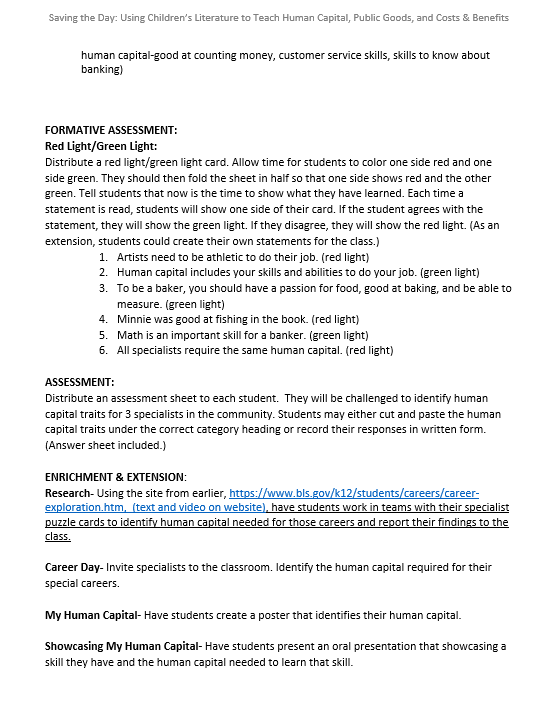 Saving the Day: Using Children's Literature to Teach Human Capital, Public Goods, and Costs & Benefits
human capital-good at counting money, customer service skills, skills to know about
banking)
FORMATIVE ASSESSMENT:
Red Light/Green Light:
Distribute a red light/green light card. Allow time for students to color one side red and one
side green. They should then fold the sheet in half so that one side shows red and the other
green. Tell students that now is the time to show what they have learned. Each time a
statement is read, students will show one side of their card. If the student agrees with the
statement, they will show the green light. If they disagree, they will show the red light. (As an
extension, students could create their own statements for the class.)
1. Artists need to be athletic to do their job. (red light)
2. Human capital includes your skills and abilities to do your job. (green light)
3. To be a baker, you should have a passion for food, good at baking, and be able to
measure. (green light)
4. Minnie was good at fishing in the book. (red light)
5. Math is an important skill for a banker. (green light)
6. All specialists require the same human capital. (red light)
ASSESSMENT:
Distribute an assessment sheet to each student.  They will be challenged to identify human
capital traits for 3 specialists in the community. Students may either cut and paste the human
capital traits under the correct category heading or record their responses in written form.
(Answer sheet included.)
ENRICHMENT & EXTENSION:
Research- Using the site from earlier, https://www.bls.gov/k12/students/careers/career-
exploration.htm,  (text and video on website), have students work in teams with their specialist
puzzle cards to identify human capital needed for those careers and report their findings to the
class.
Career Day- Invite specialists to the classroom. Identify the human capital required for their
special careers.
My Human Capital- Have students create a poster that identifies their human capital.
Showcasing My Human Capital- Have students present an oral presentation that showcasing a
skill they have and the human capital needed to learn that skill.